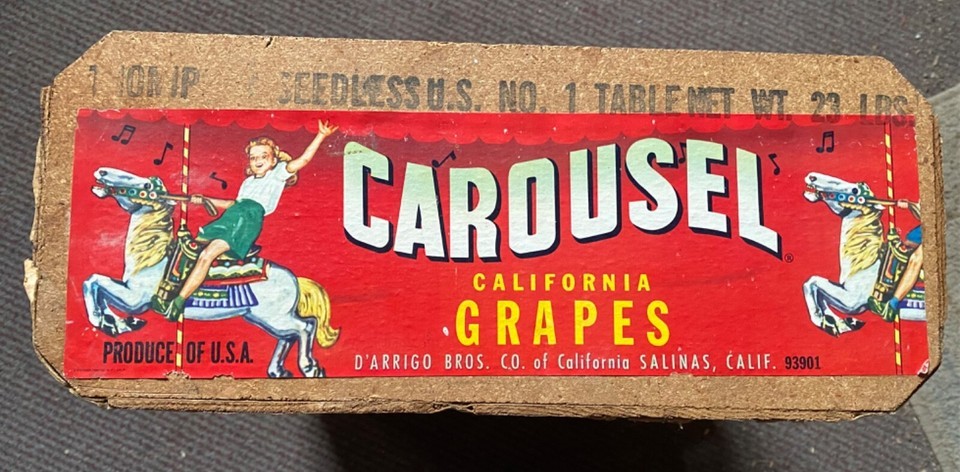 SEEDLESS U.S. NO. 1 TABLE NET WT. 23 LBS.
CAROUSEL®
CALIFORNIA
GRAPES
PRODUCE OF U.S.A.
D'ARRIGO BROS. CO. of California SALINAS, CALIF. 93901